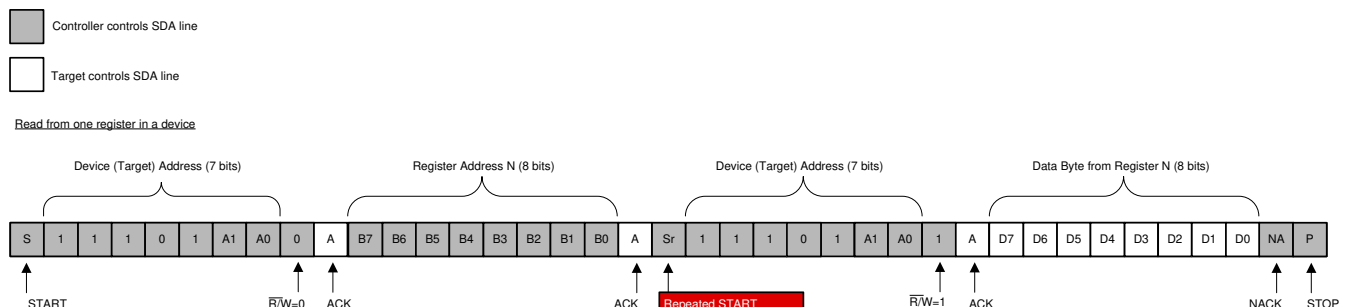 Controller controls SDA line
Target controls SDA line
Read from one register in a device
Device (Target) Address (7 bits) Register Address N (8 bits) Device (Target) Address (7 bits) Data Byte from Register N (8 bits)
S 1 1 1 0 1 A1 A0 0 A B7 B6 B5 B4 B3 B2 B1 B0 A Sr 1 1 1 0 1 A1 A0 1 A D7 D6 D5 D4 D3 D2 D1 D0 NA P
START R/W=0 ACK ACK Repeated START R/W=1 ACK NACK STOP